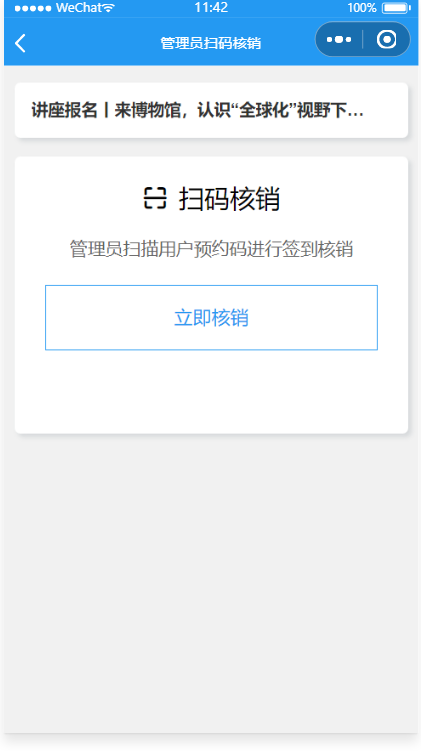 WeChat 11:42 100%
管理员扫码核销
讲座报名丨来博物馆，认识“全球化”视野下...
扫码核销
管理员扫描用户预约码进行签到核销
立即核销